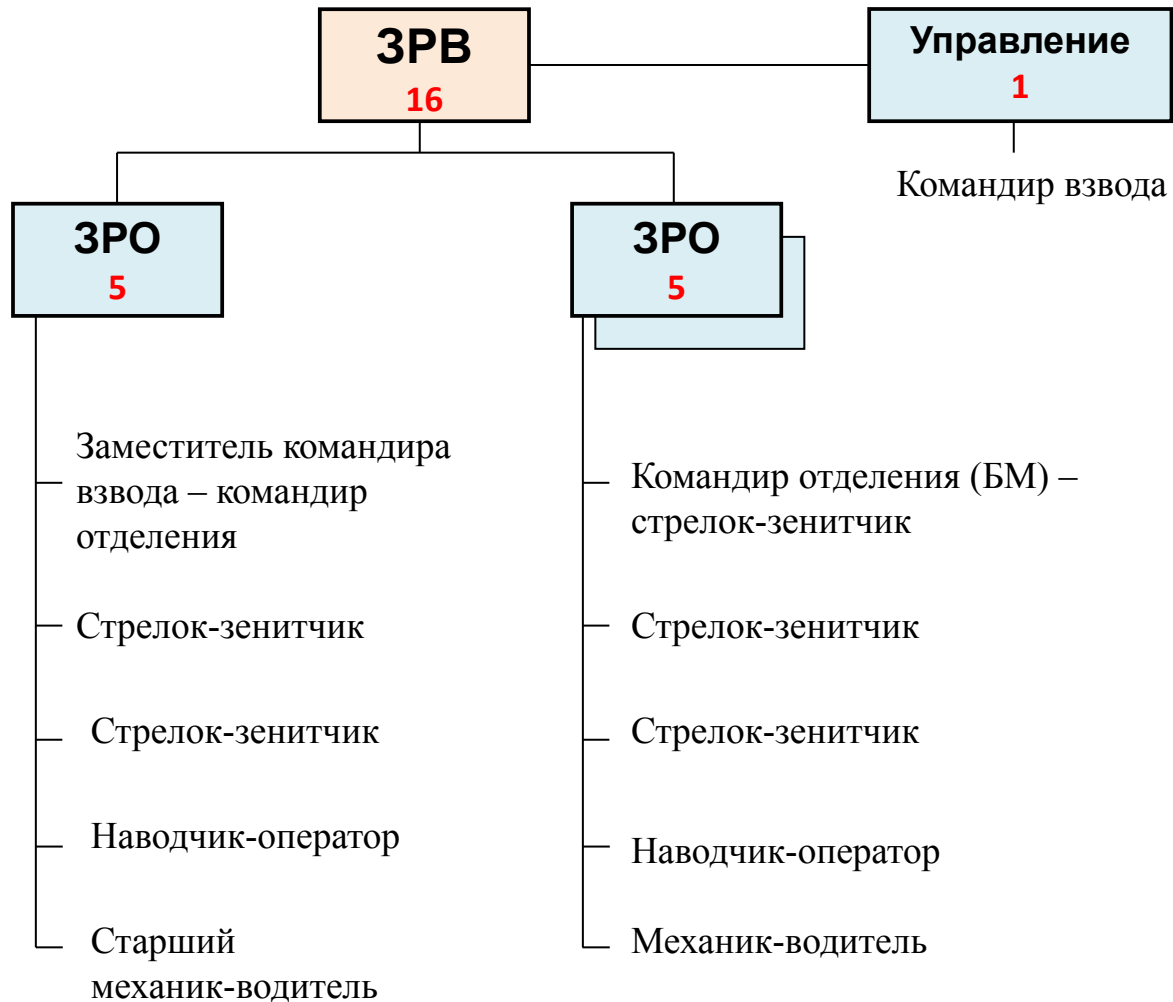 ЗРВ
16
Управление
1
Командир взвода
ЗРО
5
ЗРО
5
Заместитель командира
взвода – командир
отделения
Стрелок-зенитчик
Стрелок-зенитчик
Наводчик-оператор
Старший
механик-водитель
Командир отделения (БМ) –
стрелок-зенитчик
Стрелок-зенитчик
Стрелок-зенитчик
Наводчик-оператор
Механик-водитель